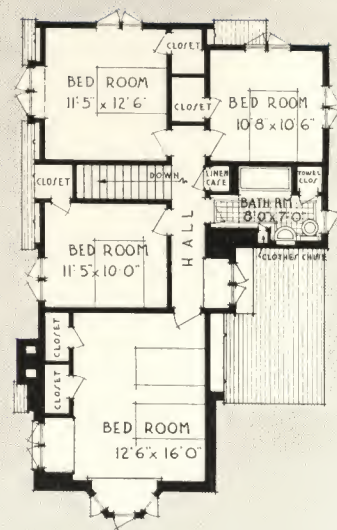 CLOSET
BED ROOM
11'5" x 12'6"
CLOSET
BED ROOM
10'8" x 10'6"
CLOSET
DOWN
LINEN
CASE
TOWEL
CLOS.
BATH RM.
8'0" x 7'0"
HALL
BED ROOM
11'5" x 10'0"
CLOTHES CHUTE
CLOSET
CLOSET
BED ROOM
12'6" x 16'0"